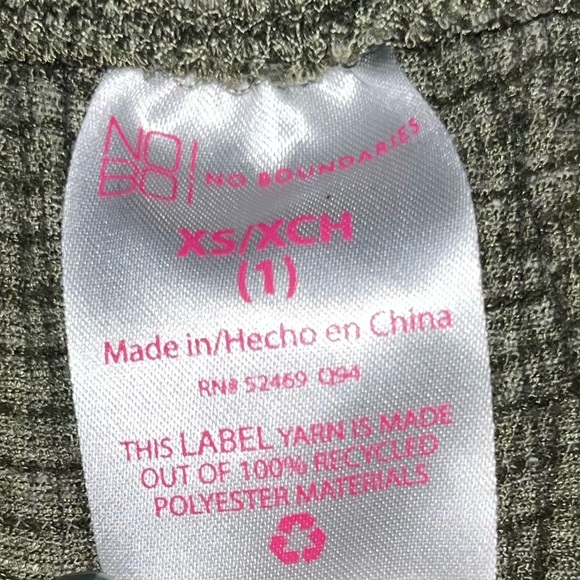 NO
BO | NO BOUNDARIES
XS/XCH
(1)
Made in/Hecho en China
RN# 52469 Q94
THIS LABEL YARN IS MADE
OUT OF 100% RECYCLED
POLYESTER MATERIALS